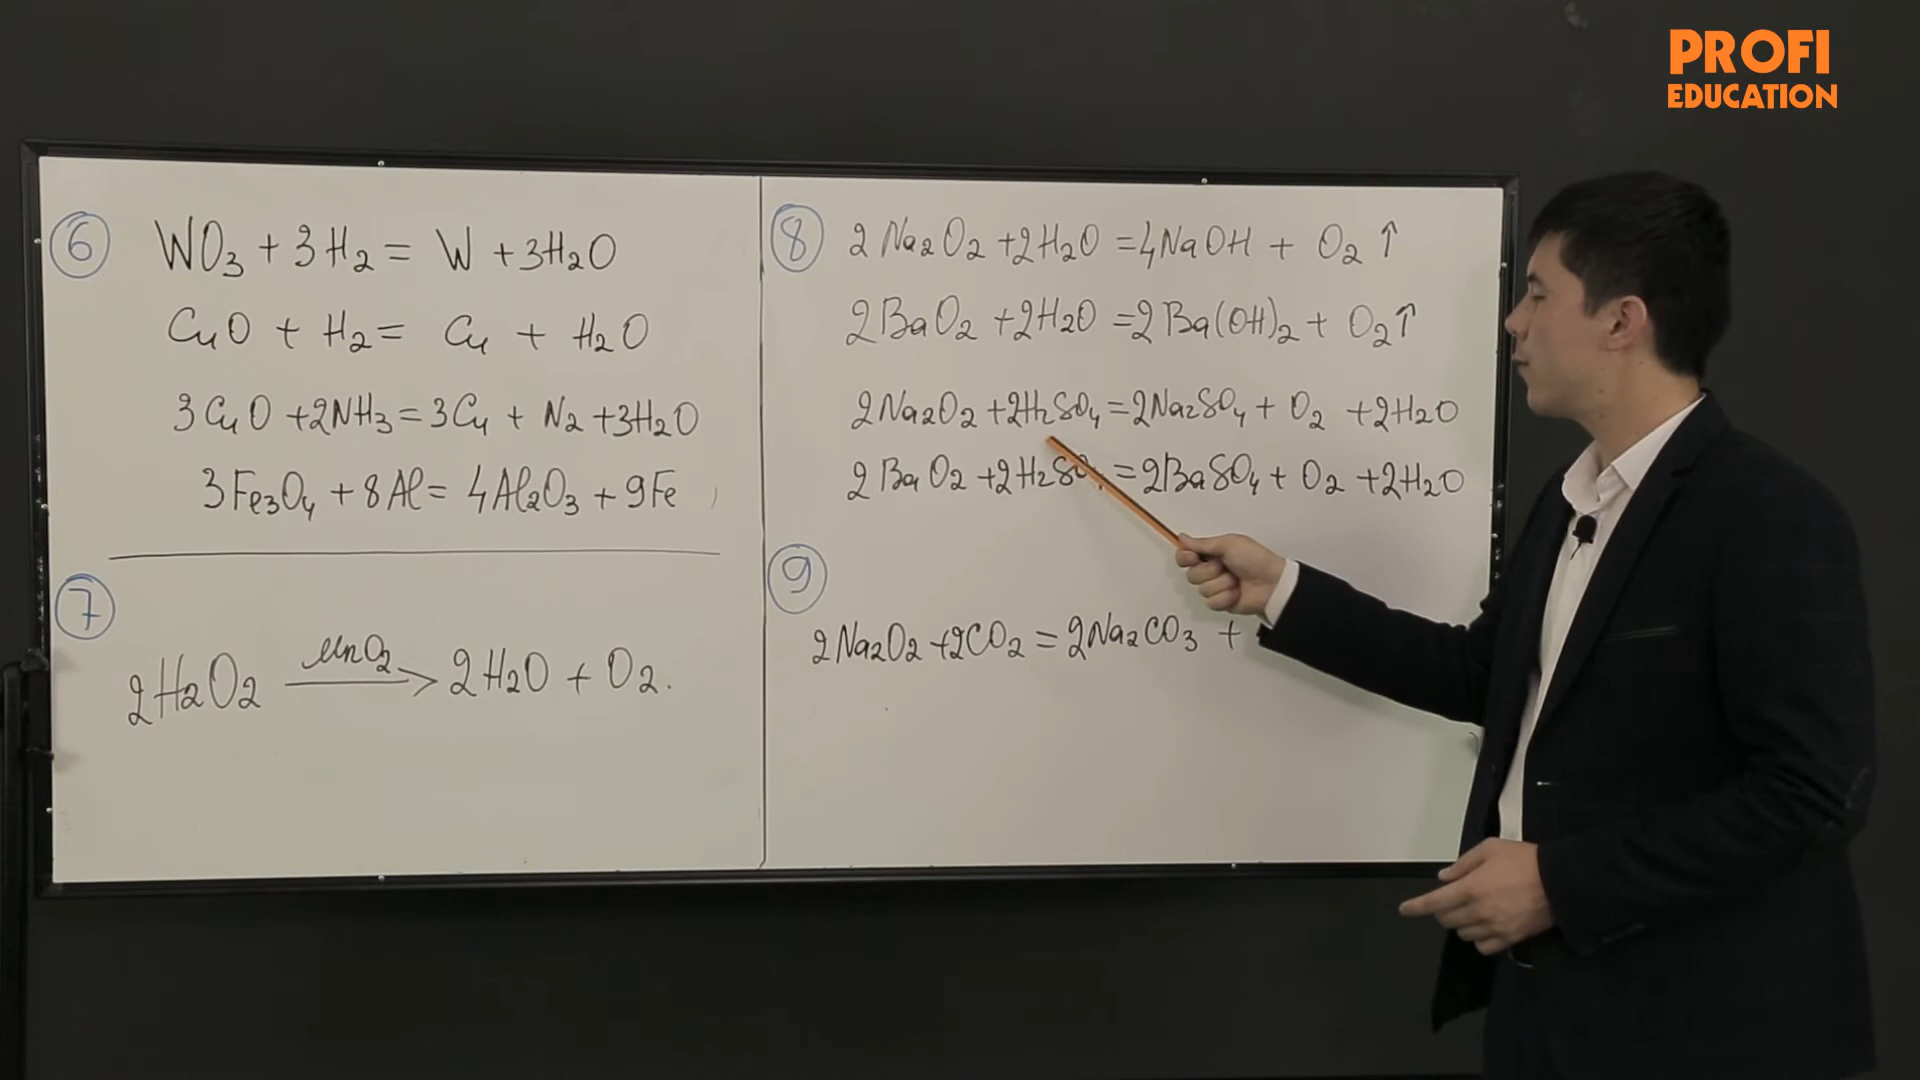 PROFI
EDUCATION
6
WO₃ + 3H₂ = W + 3H₂O
CuO + H₂ = Cu + H₂O
3CuO + 2NH₃ = 3Cu + N₂ + 3H₂O
3Fe₃O₄ + 8Al = 4Al₂O₃ + 9Fe
7
2H₂O₂ MnO₂ → 2H₂O + O₂.
8
2Na₂O₂ + 2H₂O = 4NaOH + O₂ ↑
2BaO₂ + 2H₂O = 2Ba(OH)₂ + O₂ ↑
2Na₂O₂ + 2H₂SO₄ = 2Na₂SO₄ + O₂ + 2H₂O
2BaO₂ + 2H₂SO₄ = 2BaSO₄ + O₂ + 2H₂O
9
2Na₂O₂ + 2CO₂ = 2Na₂CO₃ +